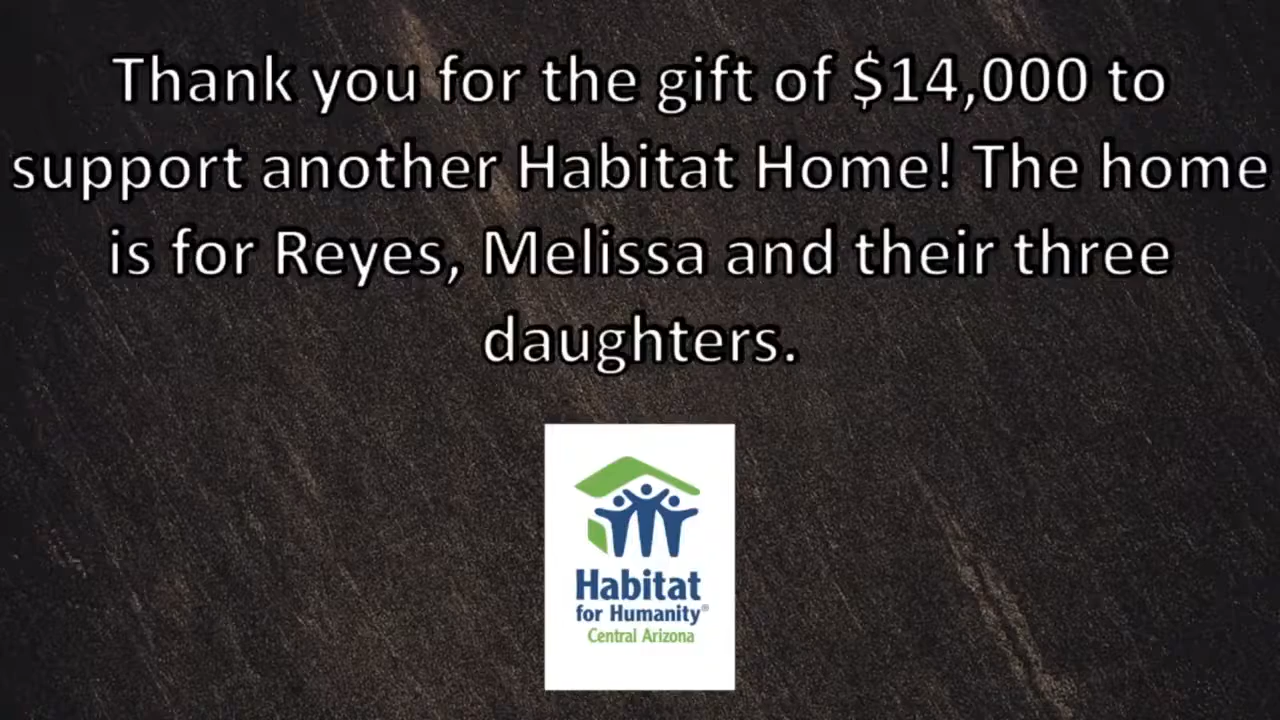 Thank you for the gift of $14,000 to
support another Habitat Home! The home
is for Reyes, Melissa and their three
daughters.
Habitat
for Humanity®
Central Arizona